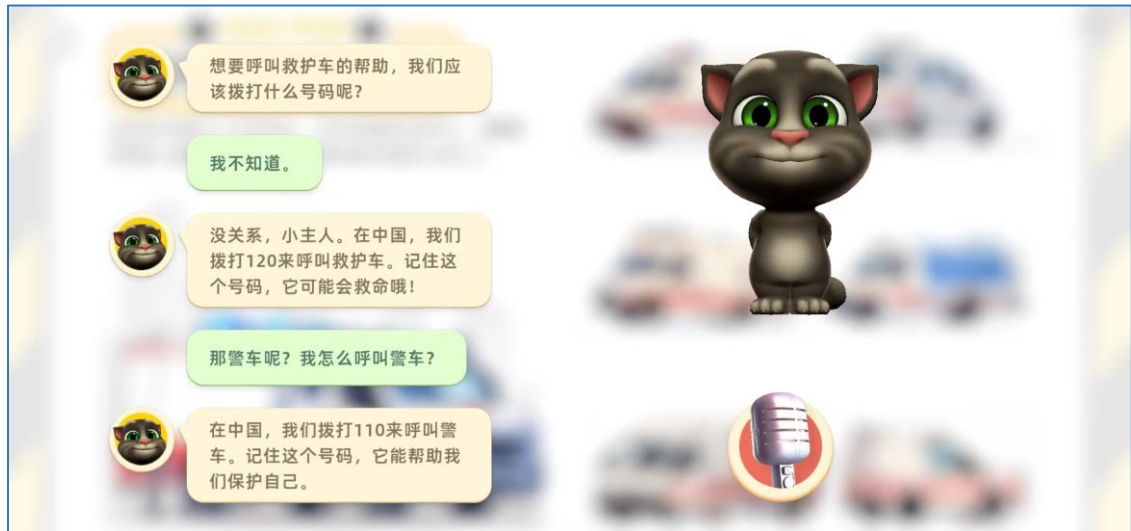 想要呼叫救护车的帮助，我们应
该拨打什么号码呢？
我不知道。
没关系，小主人。在中国，我们
拨打120来呼叫救护车。记住这
个号码，它可能会救命哦！
那警车呢？我怎么呼叫警车？
在中国，我们拨打110来呼叫警
车。记住这个号码，它能帮助我
们保护自己。